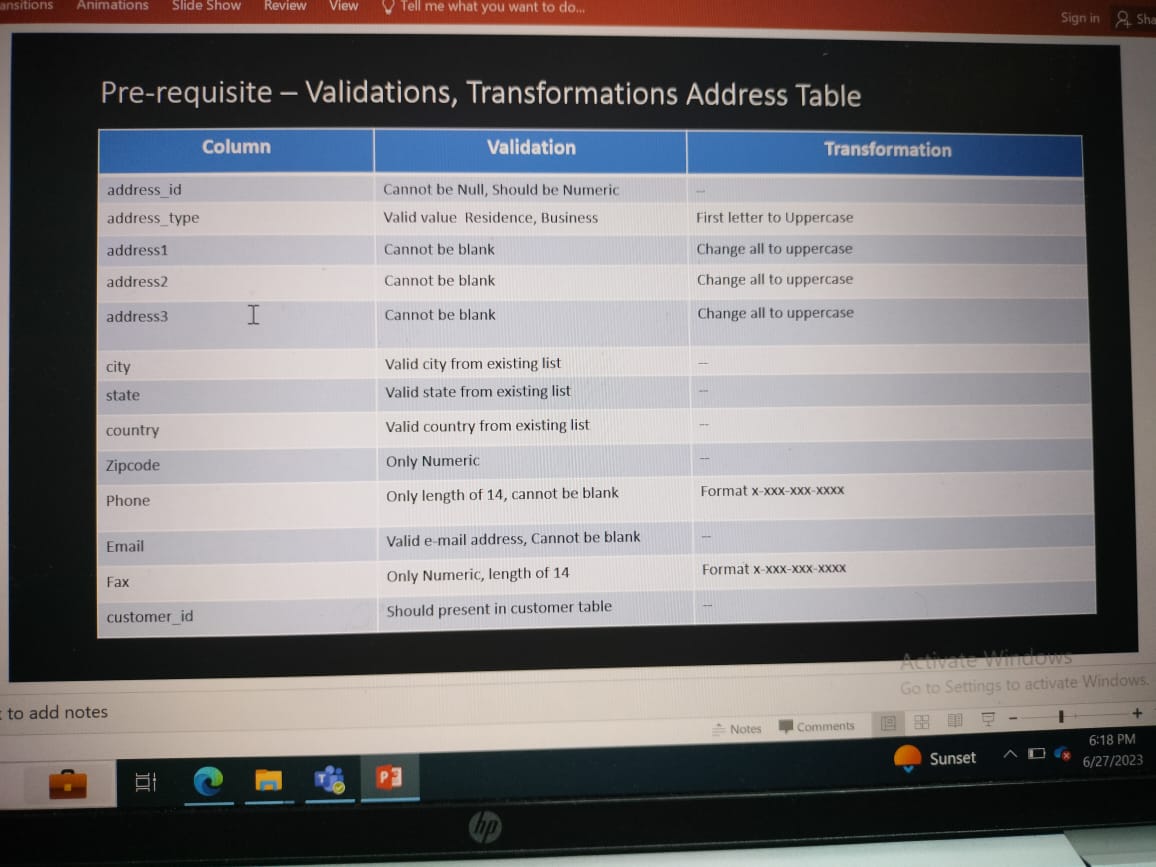 ansitions Animations Slide Show Review View Tell me what you want to do...
Sign in Sha
Pre-requisite – Validations, Transformations Address Table
Column Validation Transformation
address_id Cannot be Null, Should be Numeric --
address_type Valid value Residence, Business First letter to Uppercase
address1 Cannot be blank Change all to uppercase
address2 Cannot be blank Change all to uppercase
address3 Cannot be blank Change all to uppercase
city Valid city from existing list --
state Valid state from existing list --
country Valid country from existing list --
Zipcode Only Numeric --
Phone Only length of 14, cannot be blank Format x-xxx-xxx-xxxx
Email Valid e-mail address, Cannot be blank --
Fax Only Numeric, length of 14 Format x-xxx-xxx-xxxx
customer_id Should present in customer table --
Activate Windows
Go to Settings to activate Windows.
to add notes
Notes Comments
Sunset
6:18 PM
6/27/2023
hp